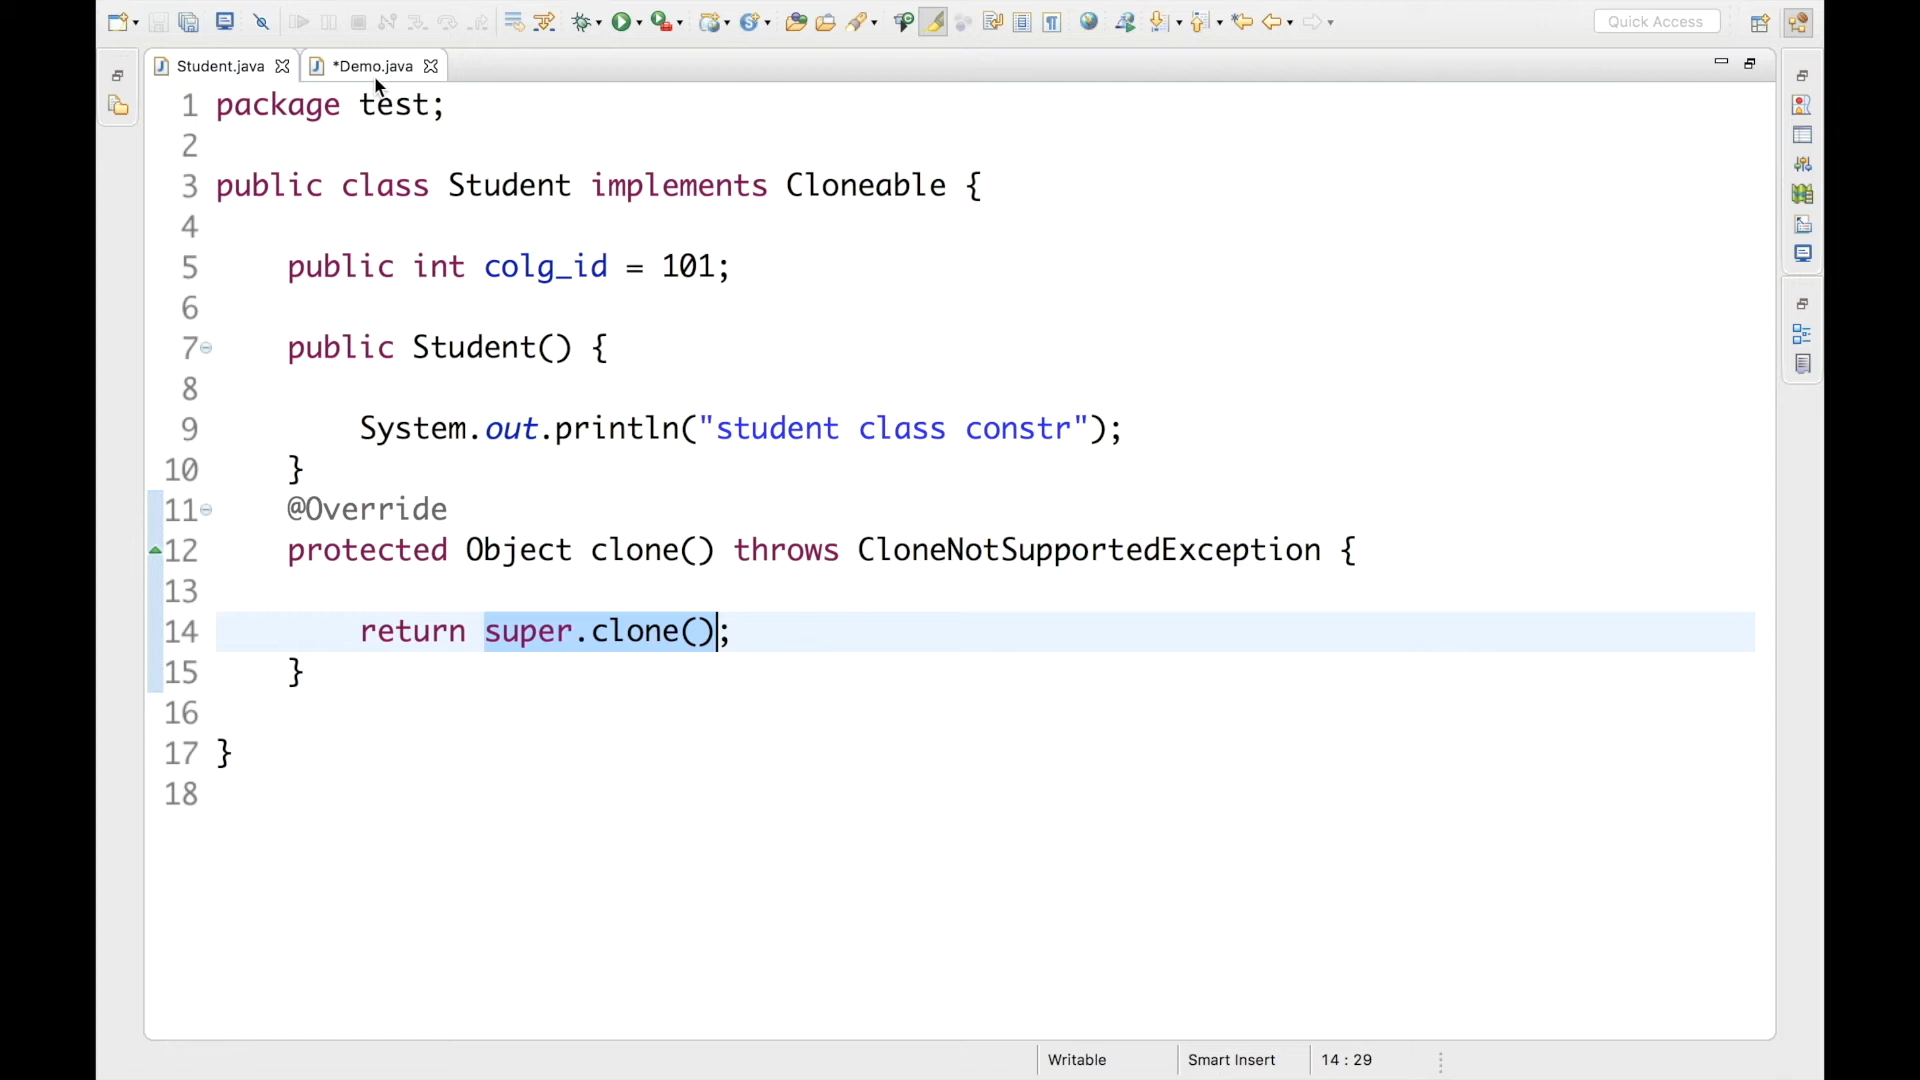 Quick Access
Student.java
*Demo.java
1 package test;
2
3 public class Student implements Cloneable {
4
5 public int colg_id = 101;
6
7 public Student() {
8
9 System.out.println("student class constr");
10 }
11 @Override
12 protected Object clone() throws CloneNotSupportedException {
13
14 return super.clone();
15 }
16
17 }
18
Writable
Smart Insert
14 : 29